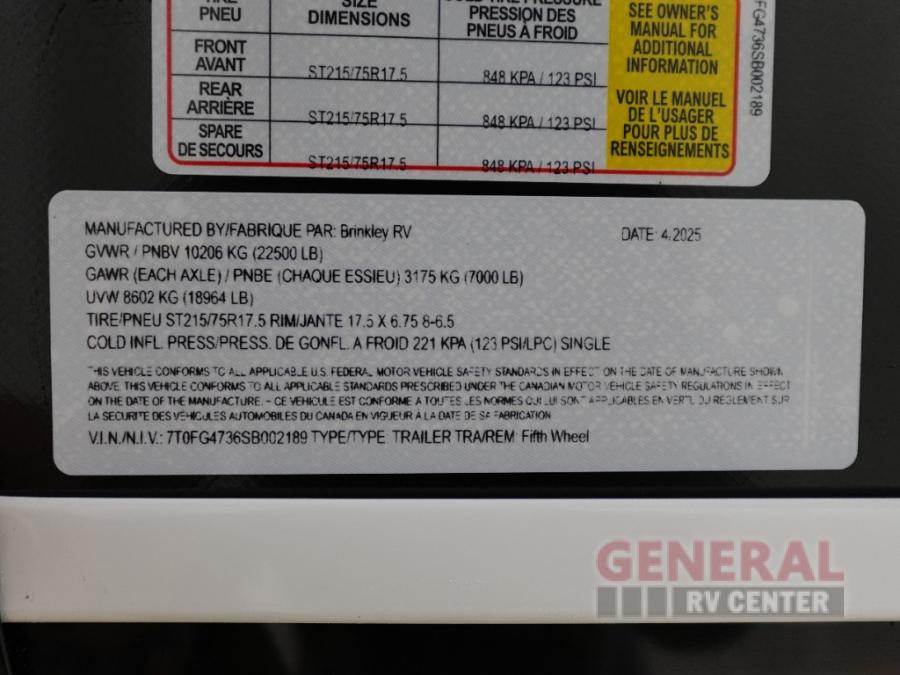 TIRE
PNEU
SIZE
DIMENSIONS
COLD TIRE PRESSURE
PRESSION DES
PNEUS À FROID
SEE OWNER'S
MANUAL FOR
ADDITIONAL
INFORMATION
VOIR LE MANUEL
DE L'USAGER
POUR PLUS DE
RENSEIGNEMENTS
FRONT
AVANT
ST215/75R17.5
848 KPA / 123 PSI
REAR
ARRIÈRE
ST215/75R17.5
848 KPA / 123 PSI
SPARE
DE SECOURS
ST215/75R17.5
848 KPA / 123 PSI
FG4736SB002189
MANUFACTURED BY/FABRIQUE PAR: Brinkley RV
DATE: 4.2025
GVWR / PNBV 10206 KG (22500 LB)
GAWR (EACH AXLE) / PNBE (CHAQUE ESSIEU) 3175 KG (7000 LB)
UVW 8602 KG (18964 LB)
TIRE/PNEU ST215/75R17.5 RIM/JANTE 17.5 X 6.75 8-6.5
COLD INFL. PRESS/PRESS. DE GONFL. A FROID 221 KPA (123 PSI/LPC) SINGLE
THIS VEHICLE CONFORMS TO ALL APPLICABLE U.S. FEDERAL MOTOR VEHICLE SAFETY STANDARDS IN EFFECT ON THE DATE OF MANUFACTURE SHOWN
ABOVE. THIS VEHICLE CONFORMS TO ALL APPLICABLE STANDARDS PRESCRIBED UNDER THE CANADIAN MOTOR VEHICLE SAFETY REGULATIONS IN EFFECT
ON THE DATE OF THE MANUFACTURE. - CE VEHICULE EST CONFORME A TOUTES LES NORMES QUI LUI SONT APPLICABLES EN VERTU DU REGLEMENT SUR
LA SECURITE DES VEHICULES AUTOMOBILES DU CANADA EN VIGUEUR À LA DATE DE SA FABRICATION
V.I.N./N.I.V.: 7T0FG4736SB002189 TYPE/TYPE: TRAILER TRA/REM: Fifth Wheel
GENERAL
RV CENTER